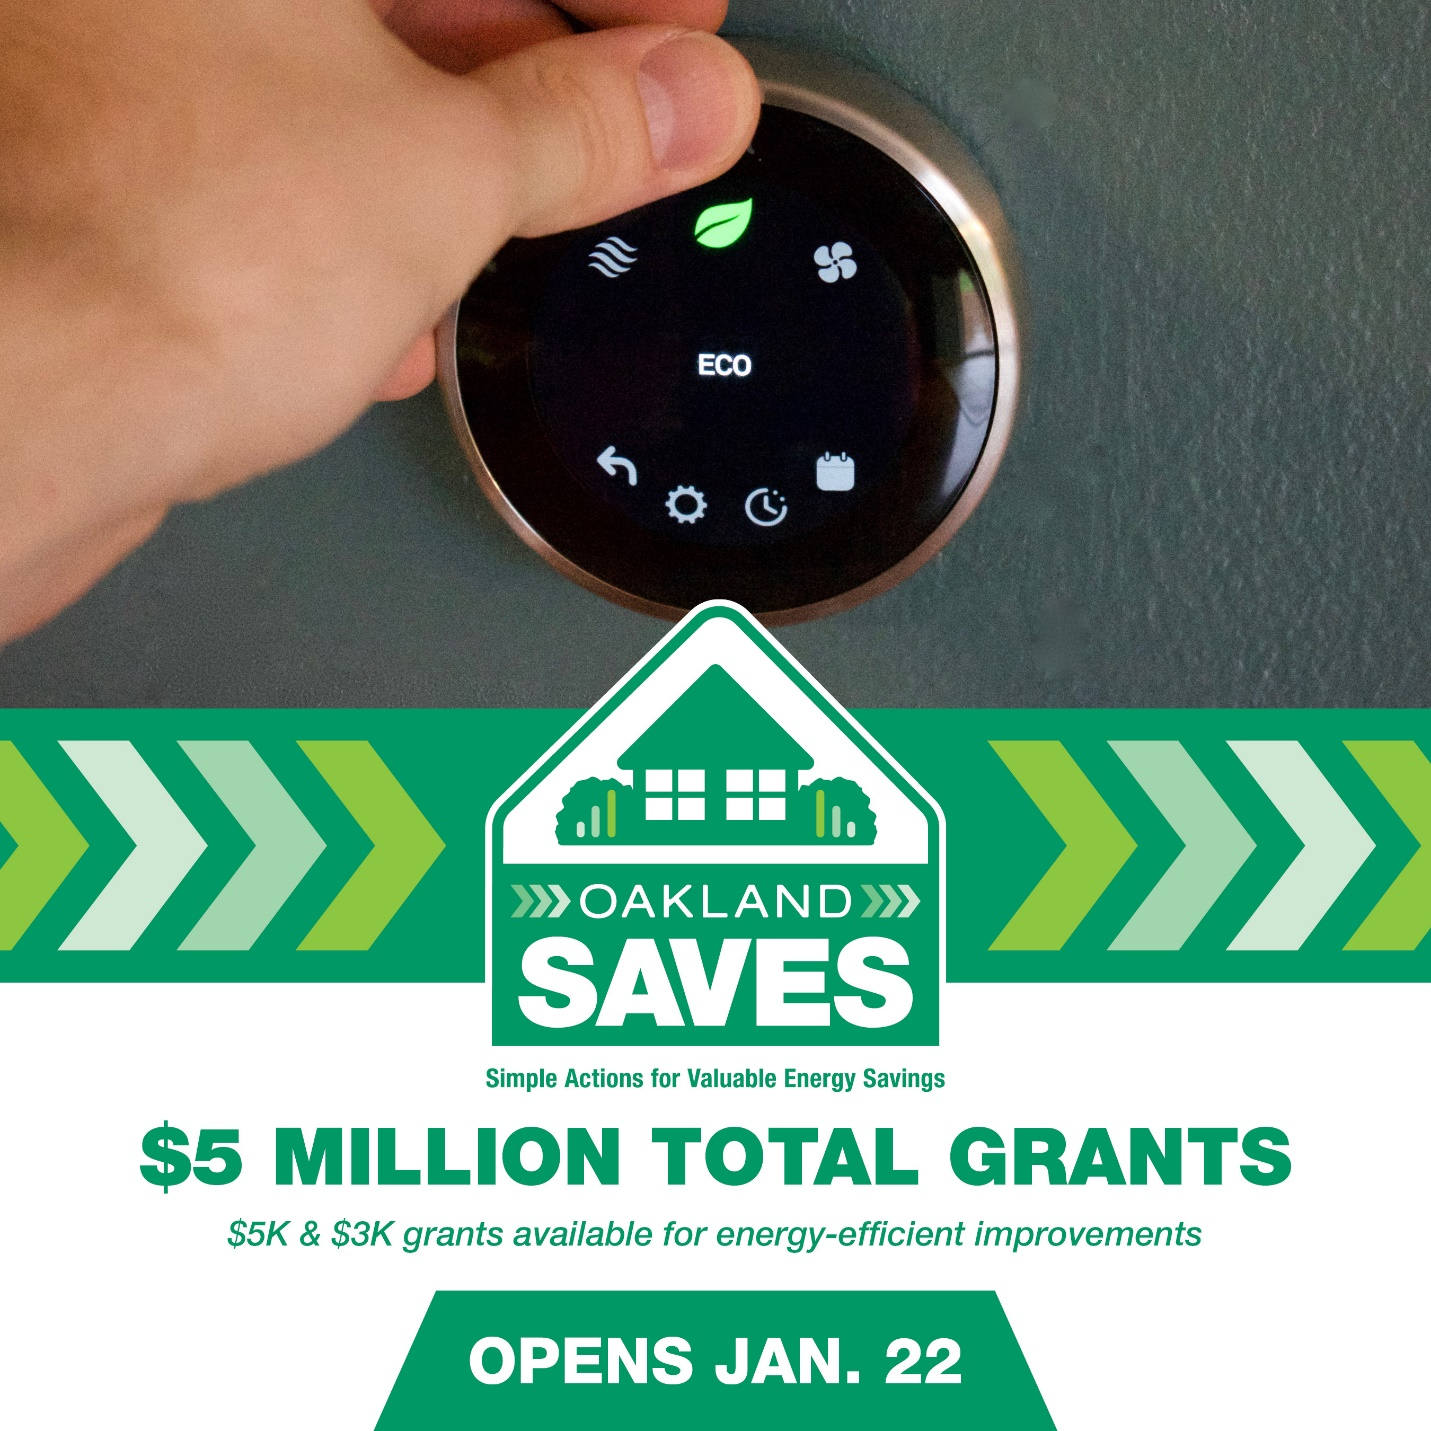 ECO
OAKLAND
SAVES
Simple Actions for Valuable Energy Savings
$5 MILLION TOTAL GRANTS
$5K & $3K grants available for energy-efficient improvements
OPENS JAN. 22